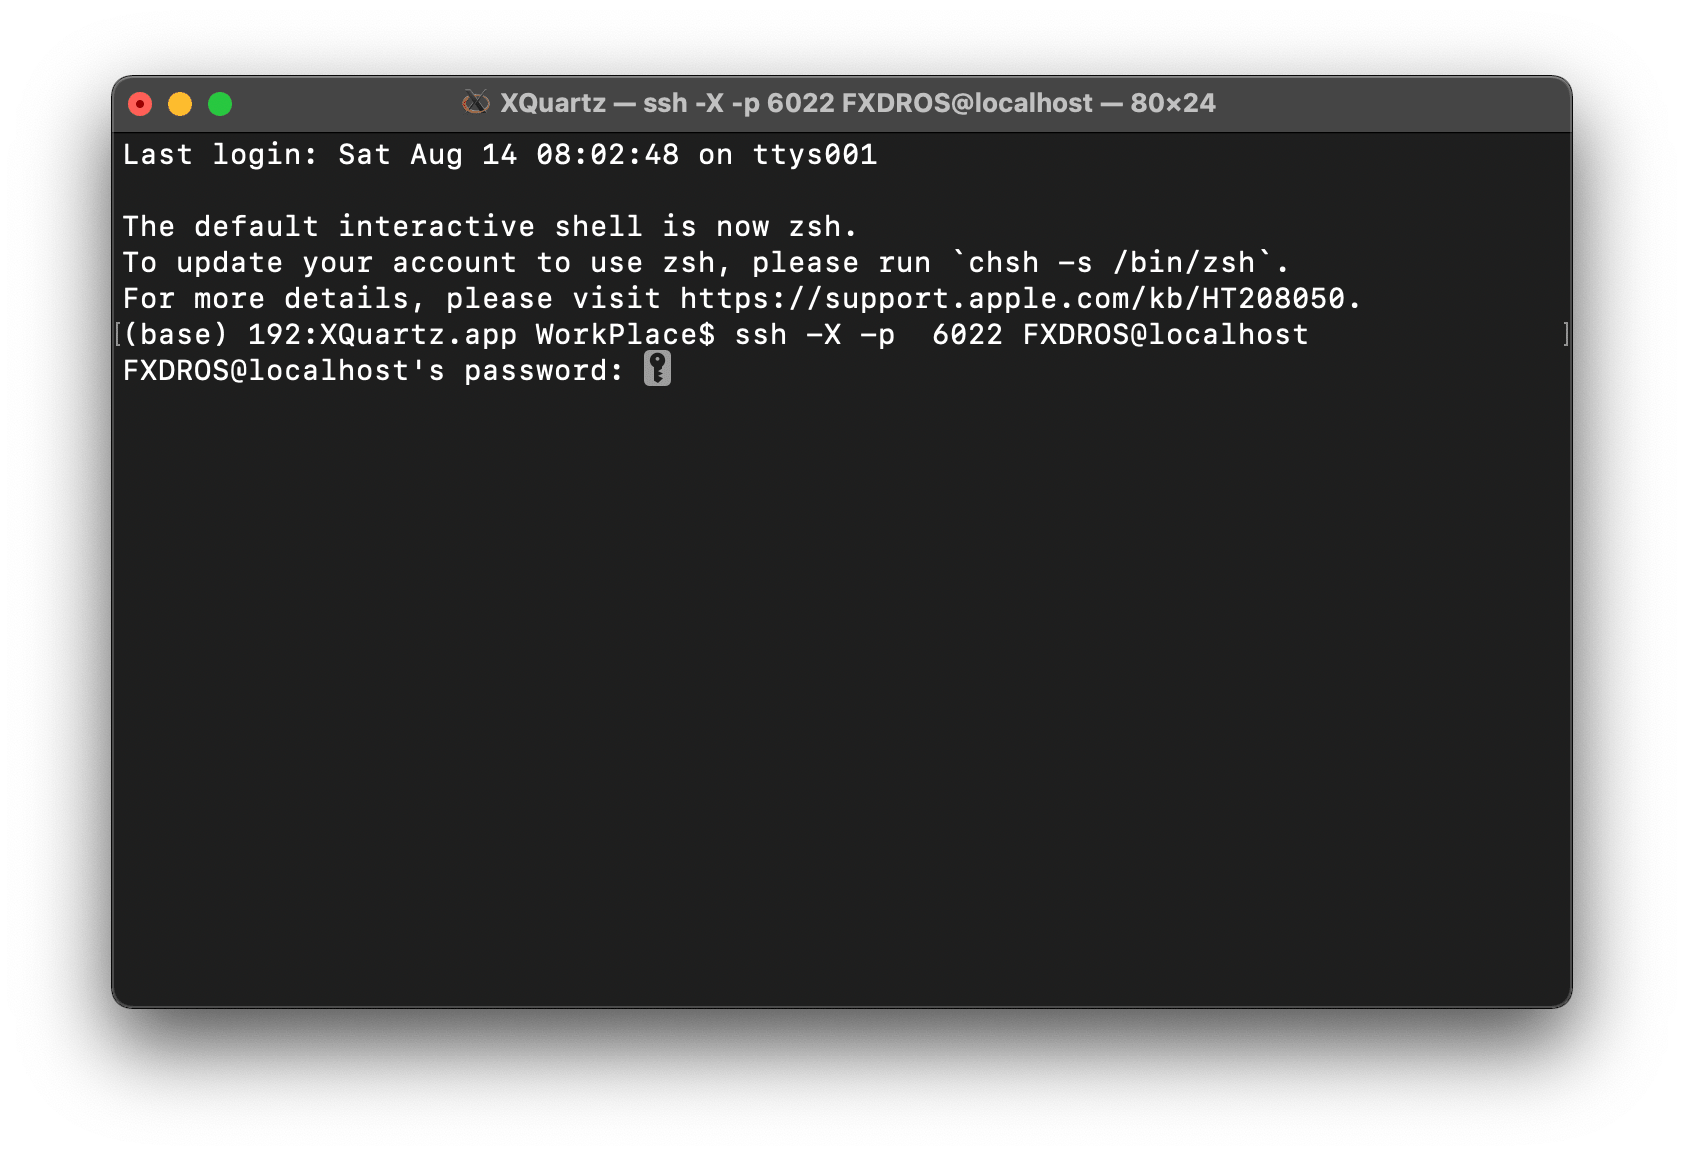 XQuartz — ssh -X -p 6022 FXDROS@localhost — 80×24
Last login: Sat Aug 14 08:02:48 on ttys001
The default interactive shell is now zsh.
To update your account to use zsh, please run `chsh -s /bin/zsh`.
For more details, please visit https://support.apple.com/kb/HT208050.
[(base) 192:XQuartz.app WorkPlace$ ssh -X -p  6022 FXDROS@localhost ]
FXDROS@localhost's password: